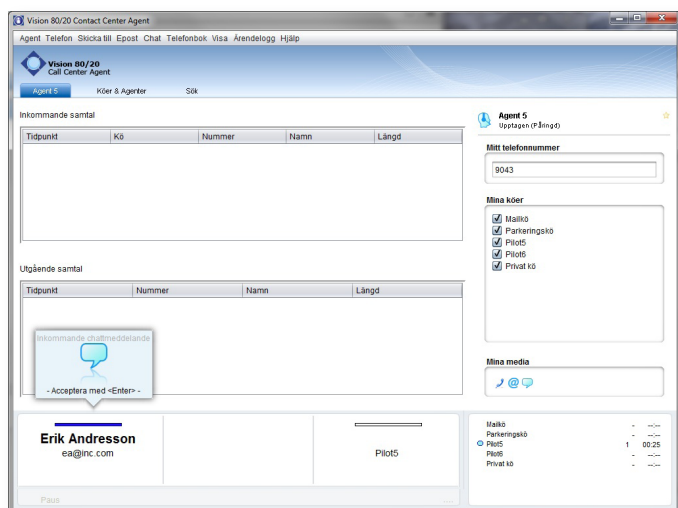 Vision 80/20 Contact Center Agent
Agent Telefon Skicka till Epost Chat Telefonbok Visa Ärendelogg Hjälp
Vision 80/20
Call Center Agent
Agent 5 Köer & Agenter Sök
Inkommande samtal
Tidpunkt Kö Nummer Namn Längd
Agent 5
Upptagen (Påringd)
Mitt telefonnummer
9043
Mina köer
Mailkö
Parkeringskö
Pilot5
Pilot6
Privat kö
Utgående samtal
Tidpunkt Nummer Namn Längd
Inkommande chattmeddelande
- Acceptera med <Enter> -
Mina media
Erik Andresson
ea@inc.com
Pilot5
Mailkö - --:--
Parkeringskö - --:--
Pilot5 1 00:25
Pilot6 - --:--
Privat kö - --:--
Paus ...